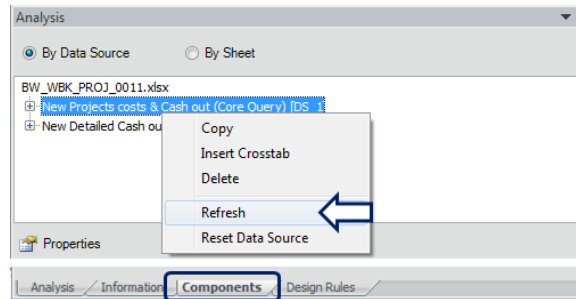 Analysis
By Data Source By Sheet
BW_WBK_PROJ_0011.xlsx
New Projects costs & Cash out (Core Query) [DS_1]
New Detailed Cash ou
Copy
Insert Crosstab
Delete
Refresh
Reset Data Source
Properties
Analysis Information Components Design Rules